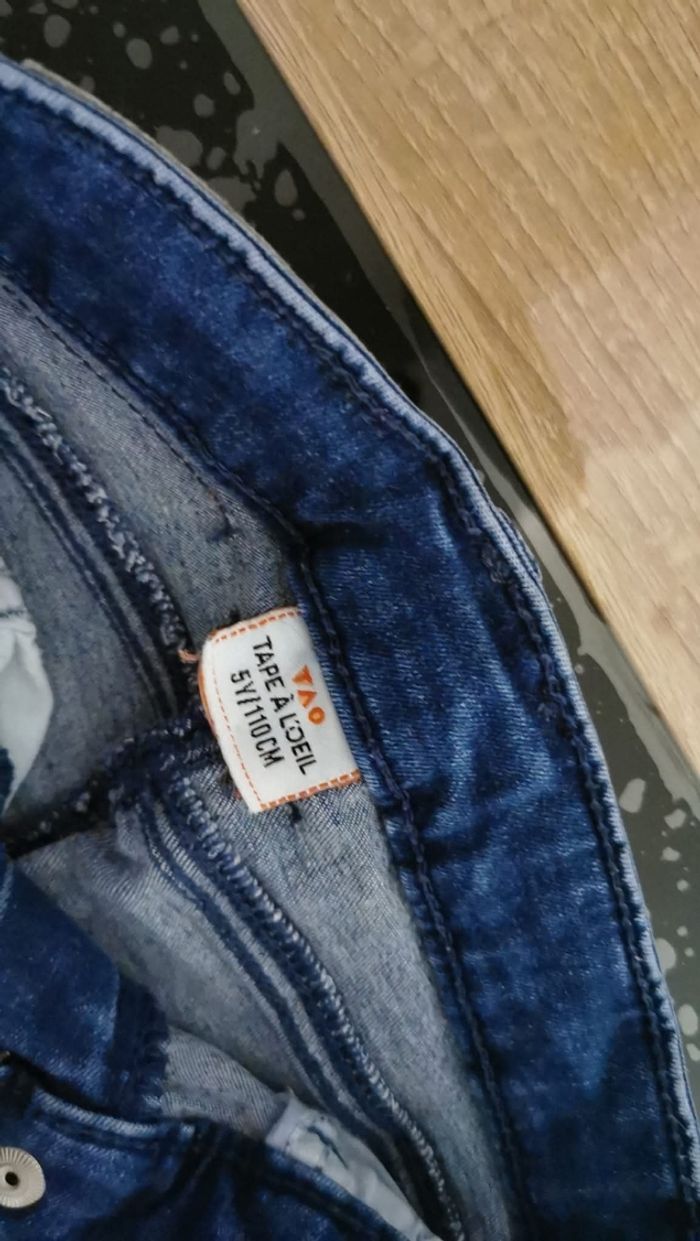 TAO
TAPE À L'OEIL
5Y/110CM